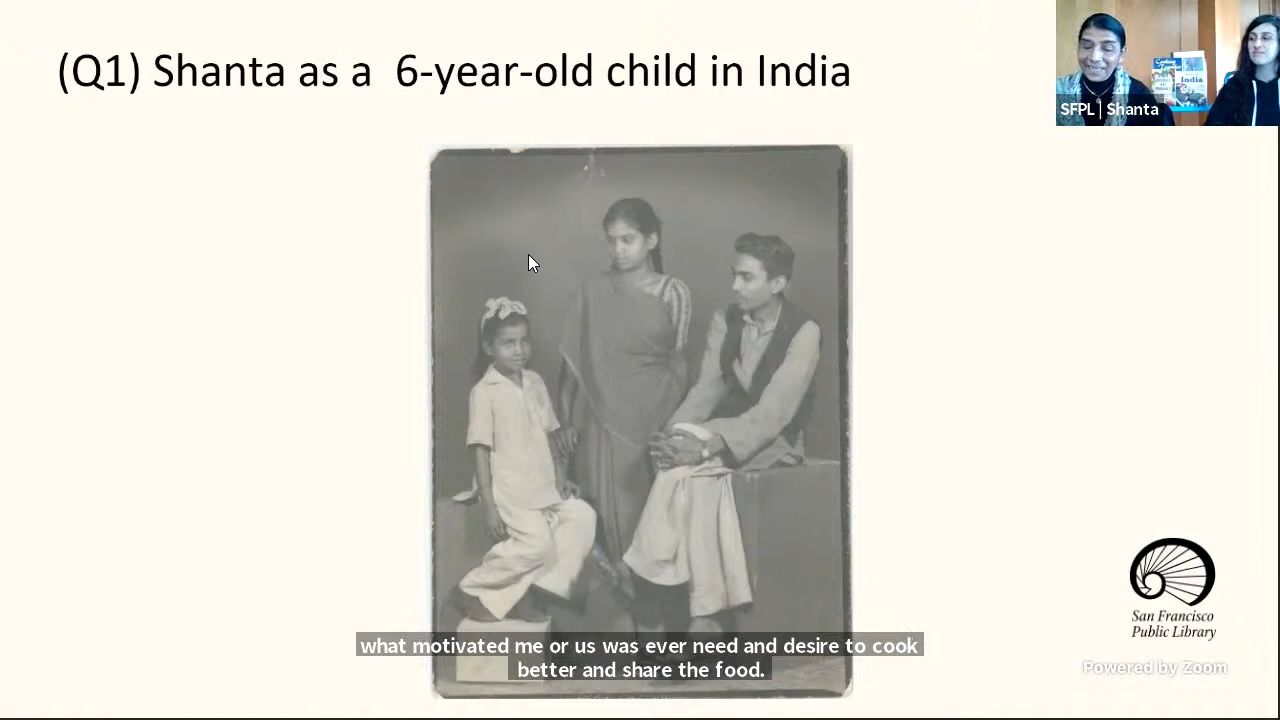 (Q1) Shanta as a  6-year-old child in India
SFPL | Shanta
India
what motivated me or us was ever need and desire to cook
better and share the food.
San Francisco
Public Library
Powered by Zoom